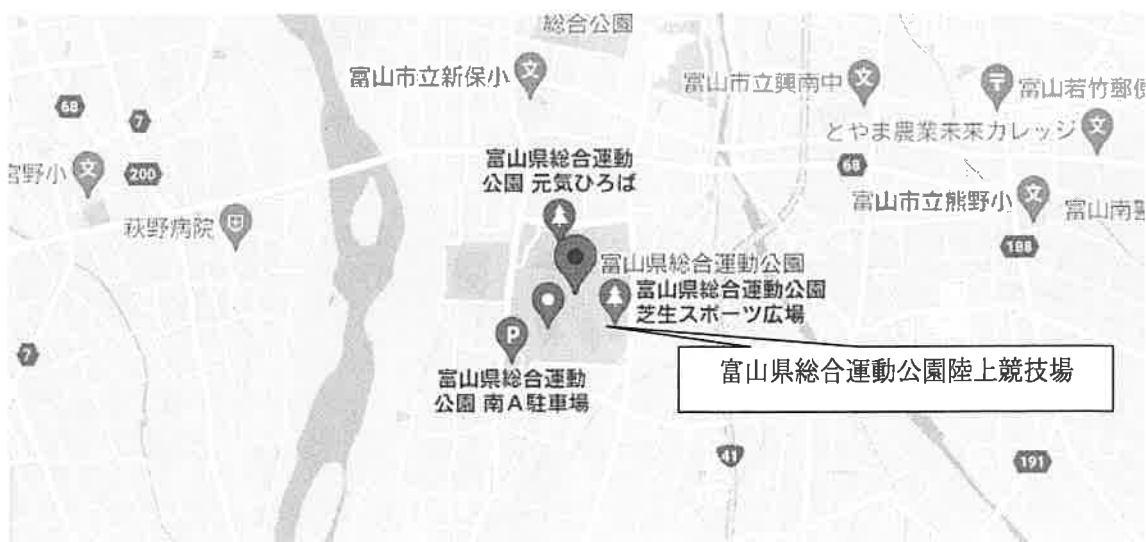 総合公園
富山市立新保小
富山市立興南中
富山若竹郵便
68
7
とやま農業未来カレッジ
宮野小
200
富山県総合運動
公園 元気ひろば
68
萩野病院
富山市立熊野小
富山南警
188
富山県総合運動公園
富山県総合運動公園
芝生スポーツ広場
P
7
富山県総合運動公園陸上競技場
富山県総合運動
公園 南A駐車場
41
191